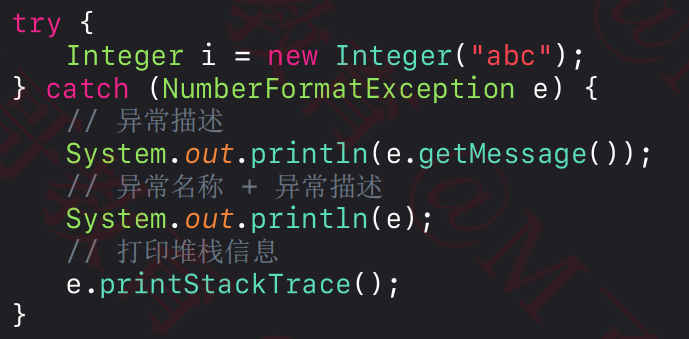 try {
    Integer i = new Integer("abc");
} catch (NumberFormatException e) {
    // 异常描述
    System.out.println(e.getMessage());
    // 异常名称 + 异常描述
    System.out.println(e);
    // 打印堆栈信息
    e.printStackTrace();
}